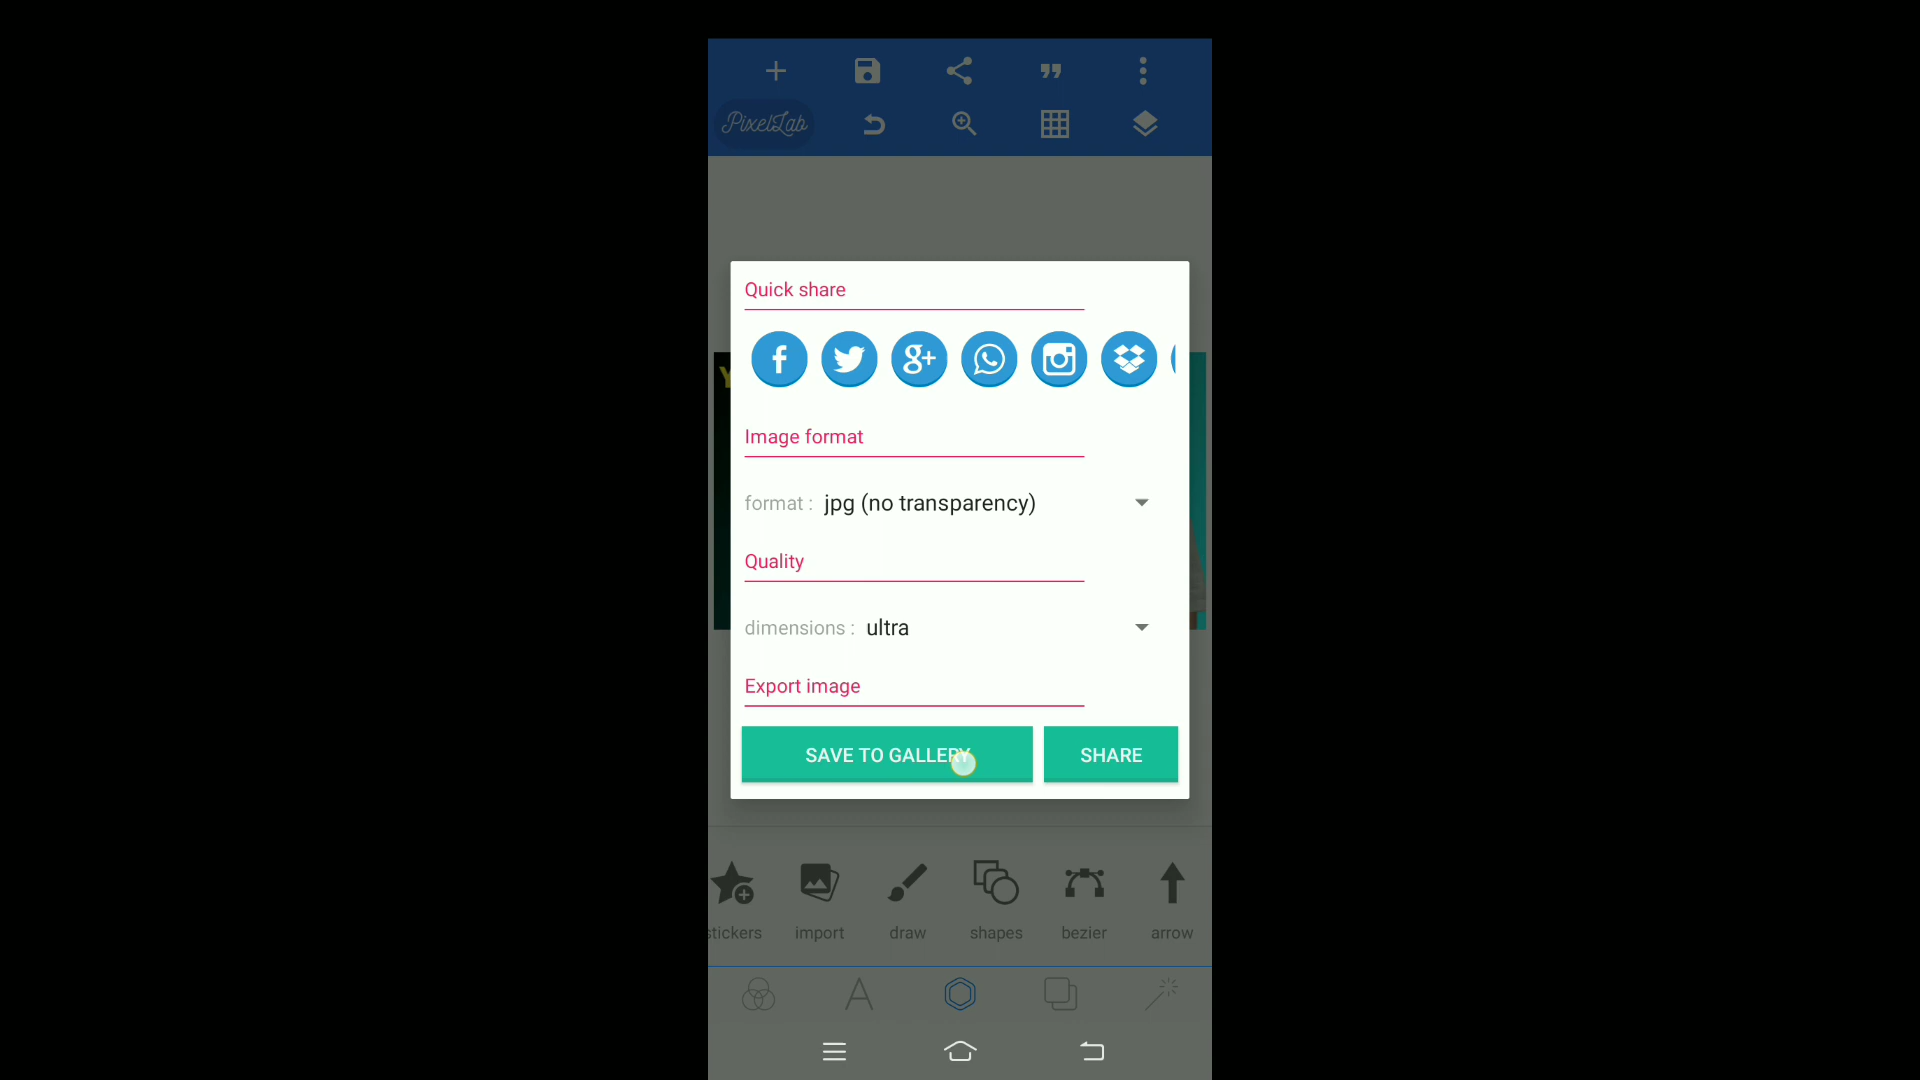 PixelLab
Y
Quick share
Image format
format : jpg (no transparency)
Quality
dimensions : ultra
Export image
SAVE TO GALLERY SHARE
stickers import draw shapes bezier arrow